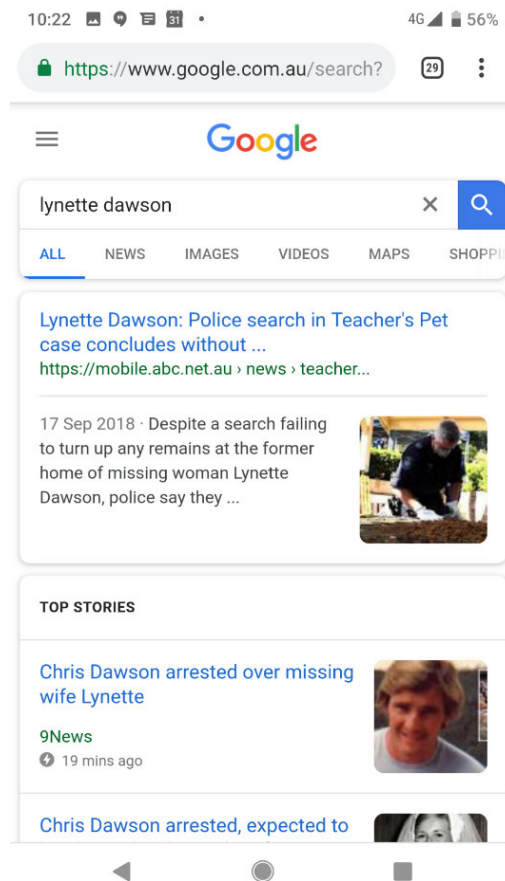 10:22 31 4G 56%
https://www.google.com.au/search? 29
Google
lynette dawson
ALL NEWS IMAGES VIDEOS MAPS SHOPPI
Lynette Dawson: Police search in Teacher's Pet
case concludes without ...
https://mobile.abc.net.au › news › teacher...
17 Sep 2018 · Despite a search failing
to turn up any remains at the former
home of missing woman Lynette
Dawson, police say they ...
TOP STORIES
Chris Dawson arrested over missing
wife Lynette
9News
19 mins ago
Chris Dawson arrested, expected to